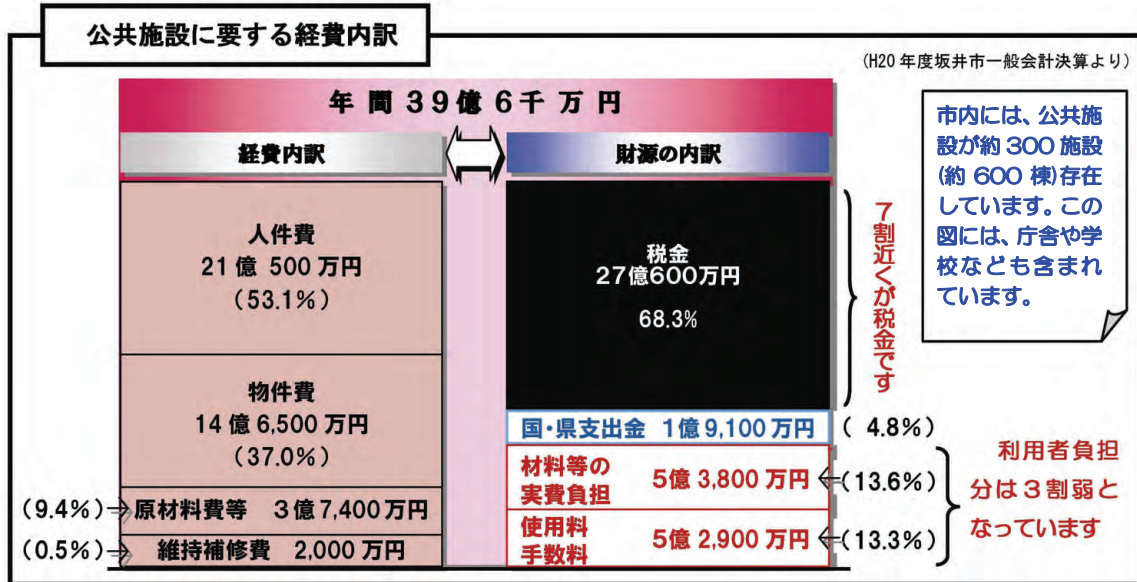 公共施設に要する経費内訳
(H20年度坂井市一般会計決算より)
年間39億6千万円
経費内訳
財源の内訳
人件費
21億 500万円
(53.1%)
物件費
14億 6,500万円
(37.0%)
(9.4%)
原材料費等 3億7,400万円
(0.5%)
維持補修費 2,000万円
税金
27億600万円
68.3%
国・県支出金 1億9,100万円
( 4.8%)
材料等の
実費負担
5億 3,800万円
(13.6%)
使用料
手数料
5億 2,900万円
(13.3%)
7割近くが税金です
利用者負担
分は3割弱と
なっています
市内には、公共施
設が約300施設
(約 600 棟)存在
しています。この
図には、庁舎や学
校なども含まれ
ています。